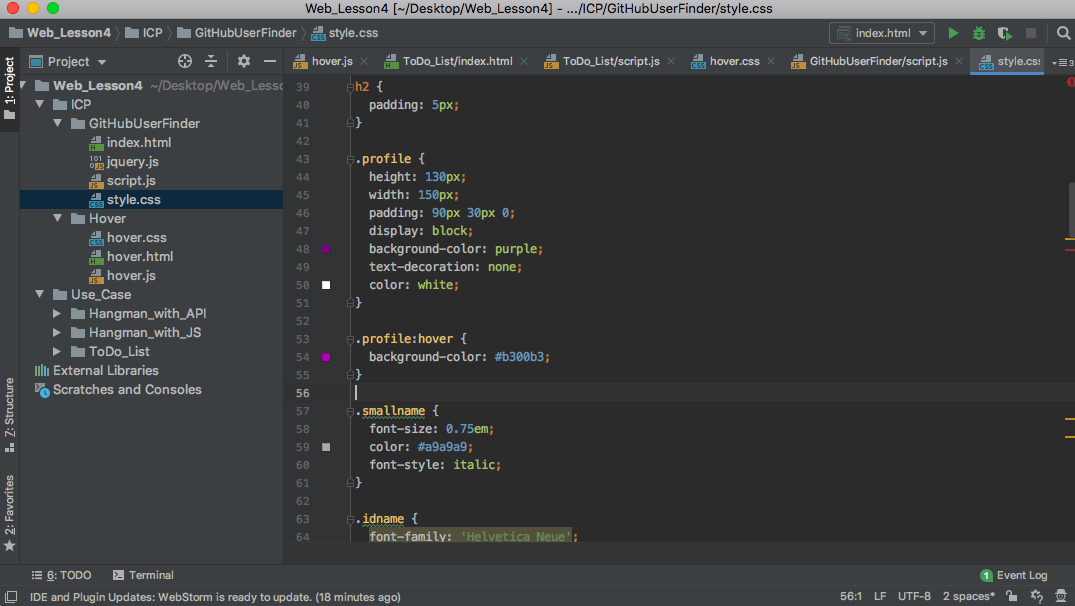 Web_Lesson4 [~/Desktop/Web_Lesson4] - .../ICP/GitHubUserFinder/style.css
Web_Lesson4 ICP GitHubUserFinder style.css index.html
1: Project
Project
hover.js ToDo_List/index.html ToDo_List/script.js hover.css GitHubUserFinder/script.js style.css 3
Web_Lesson4 ~/Desktop/Web_Lesso
ICP
GitHubUserFinder
index.html
jquery.js
script.js
style.css
Hover
hover.css
hover.html
hover.js
Use_Case
Hangman_with_API
Hangman_with_JS
ToDo_List
External Libraries
Scratches and Consoles
Z: Structure
2: Favorites
39 h2 {
40 padding: 5px;
41 }
42
43 .profile {
44 height: 130px;
45 width: 150px;
46 padding: 90px 30px 0;
47 display: block;
48 background-color: purple;
49 text-decoration: none;
50 color: white;
51 }
52
53 .profile:hover {
54 background-color: #b300b3;
55 }
56
57 .smallname {
58 font-size: 0.75em;
59 color: #a9a9a9;
60 font-style: italic;
61 }
62
63 .idname {
64 font-family: 'Helvetica Neue';
6: TODO Terminal 1 Event Log
IDE and Plugin Updates: WebStorm is ready to update. (18 minutes ago) 56:1 LF UTF-8 2 spaces*